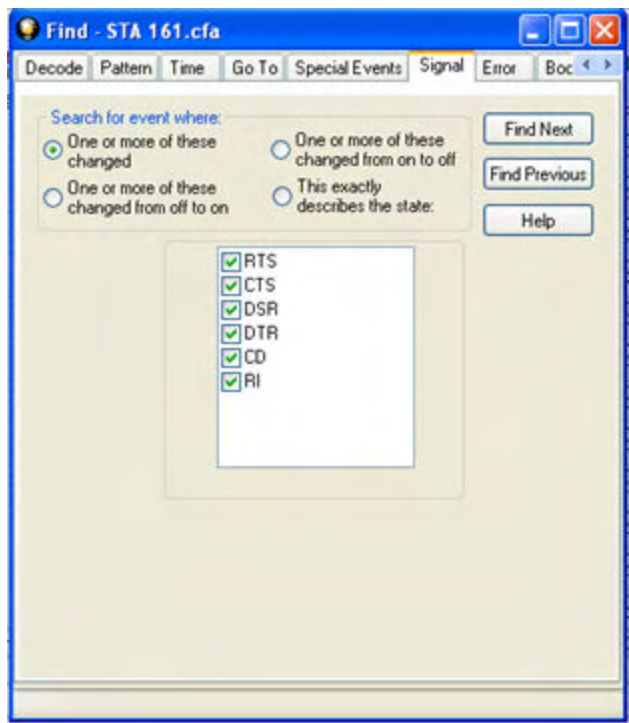 Find - STA 161.cfa
Decode Pattern Time Go To Special Events Signal Error Boc
Search for event where:
One or more of these
changed
One or more of these
changed from on to off
One or more of these
changed from off to on
This exactly
describes the state:
Find Next
Find Previous
Help
RTS
CTS
DSR
DTR
CD
RI